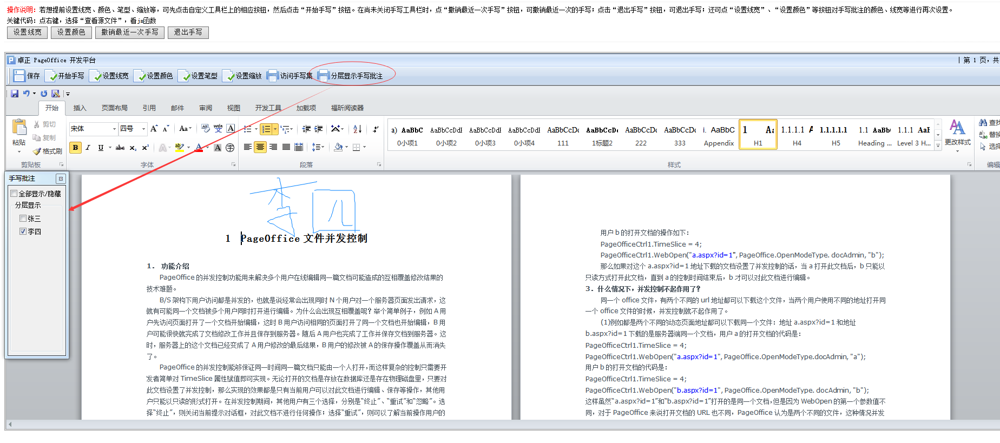 操作说明：若想提前设置线宽、颜色、笔型、缩放等，可先点击自定义工具栏上的相应按钮，然后点击“开始手写”按钮。在尚未关闭手写工具栏时，点“撤销最近一次手写”按钮，可撤销最近一次的手写；点击“退出手写”按钮，可退出手写；还可点“设置线宽”、“设置颜色”等按钮对手写批注的颜色、线宽等进行再次设置。
关键代码：点右键，选择“查看源文件”，看js函数
设置线宽 设置颜色 撤销最近一次手写 退出手写
卓正 PageOffice 开发平台 | 第 1 页，共
保存 开始手写 设置线宽 设置颜色 设置笔型 设置缩放 访问手写集 分层显示手写批注
开始 插入 页面布局 引用 邮件 审阅 视图 开发工具 加载项 福昕阅读器
粘贴 剪切 复制 格式刷
宋体 四号
a) AaBbC AaBbCcDdE AaBbCcDdE AaBbCcDdE AaBbCcDc AaBbCcDc AaBbCcDc AaBbCcDc i. AaBbC 1 Aa 1.1.1.1 A 1.1.1.1.1 1.1 AaBb 1.1.1 AaB
0小项1 0小项2 0小项3 0小项4 111 1标题2 222 333 Appendix H1 H4 H5 Heading ... Level 3 H...
更改样式 查找 替换 选择
剪贴板 字体 段落 样式 编辑
手写批注
全部显示/隐藏
分层显示
张三
李四
李四
1 PageOffice 文件并发控制
1. 功能介绍
PageOffice 的并发控制功能用来解决多个用户在线编辑同一篇文档可能造成的互相覆盖修改结果的
技术难题。
B/S 架构下用户访问都是并发的，也就是说经常会出现同时 N 个用户对一个服务器页面发出请求，这
就有可能同一个文档被多个用户同时打开进行编辑。为什么会出现互相覆盖呢？举个简单例子，例如 A 用
户先访问页面打开了一个文档开始编辑，这时 B 用户访问相同的页面打开了同一个文档也开始编辑，B 用
户可能很快就完成了文档修改工作并且保存到服务器。随后 A 用户也完成了工作并保存文档到服务器。这
时，服务器上的这个文档已经变成了 A 用户修改的最后结果，B 用户的修改被 A 的保存操作覆盖从而消失
了。
PageOffice 的并发控制能够保证同一时间同一篇文档只能由一个人打开，而这样复杂的控制只需要开
发者简单对 TimeSlice 属性赋值即可实现。无论打开的文档是存放在数据库还是存在物理磁盘里，只要对
此文档设置了并发控制，那么实现的效果都是只有当前用户可以对此文档进行编辑、保存等操作，其他用
户只能以只读的形式打开。在并发控制期间，其他用户有三个选择，分别是“终止”、“重试”和“忽略”。选
择“终止”，则关闭当前提示对话框，对此文档不进行任何操作；选择“重试”，则可以了解当前操作用户的
用户 b 的打开文档的操作如下：
PageOfficeCtrl1.TimeSlice = 4;
PageOfficeCtrl1.WebOpen("a.aspx?id=1", PageOffice.OpenModeType. docAdmin, "b");
那么如果对这个 a.aspx?id=1 地址下载的文档设置了并发控制的话，当 a 打开此文档后，b 只能以
只读方式打开此文档，直到 a 的控制时间结束后，b 才可以对此文档进行编辑。
3. 什么情况下，并发控制不起作用了？
同一个 office 文件，有两个不同的 url 地址都可以下载这个文件，当两个用户使用不同的地址打开同
一个 office 文件的时候，并发控制就不起作用了。
(1)例如都是两个不同的动态页面地址都可以下载同一个文件：地址 a.aspx?id=1 和地址
b.aspx?id=1 下载的是服务器端同一个文档，用户 a 的打开文档的代码是：
PageOfficeCtrl1.TimeSlice = 4;
PageOfficeCtrl1.WebOpen("a.aspx?id=1", PageOffice.OpenModeType.docAdmin, "a");
用户 b 的打开文档的代码是：
PageOfficeCtrl1.TimeSlice = 4;
PageOfficeCtrl1.WebOpen("b.aspx?id=1", PageOffice.OpenModeType. docAdmin, "b");
这样虽然“a.aspx?id=1”和“b.aspx?id=1”打开的是同一个文档，但是因为 WebOpen 的第一个参数值不
同，对于 PageOffice 来说打开文档的 URL 也不同，PageOffice 认为是两个不同的文件，这种情况并发